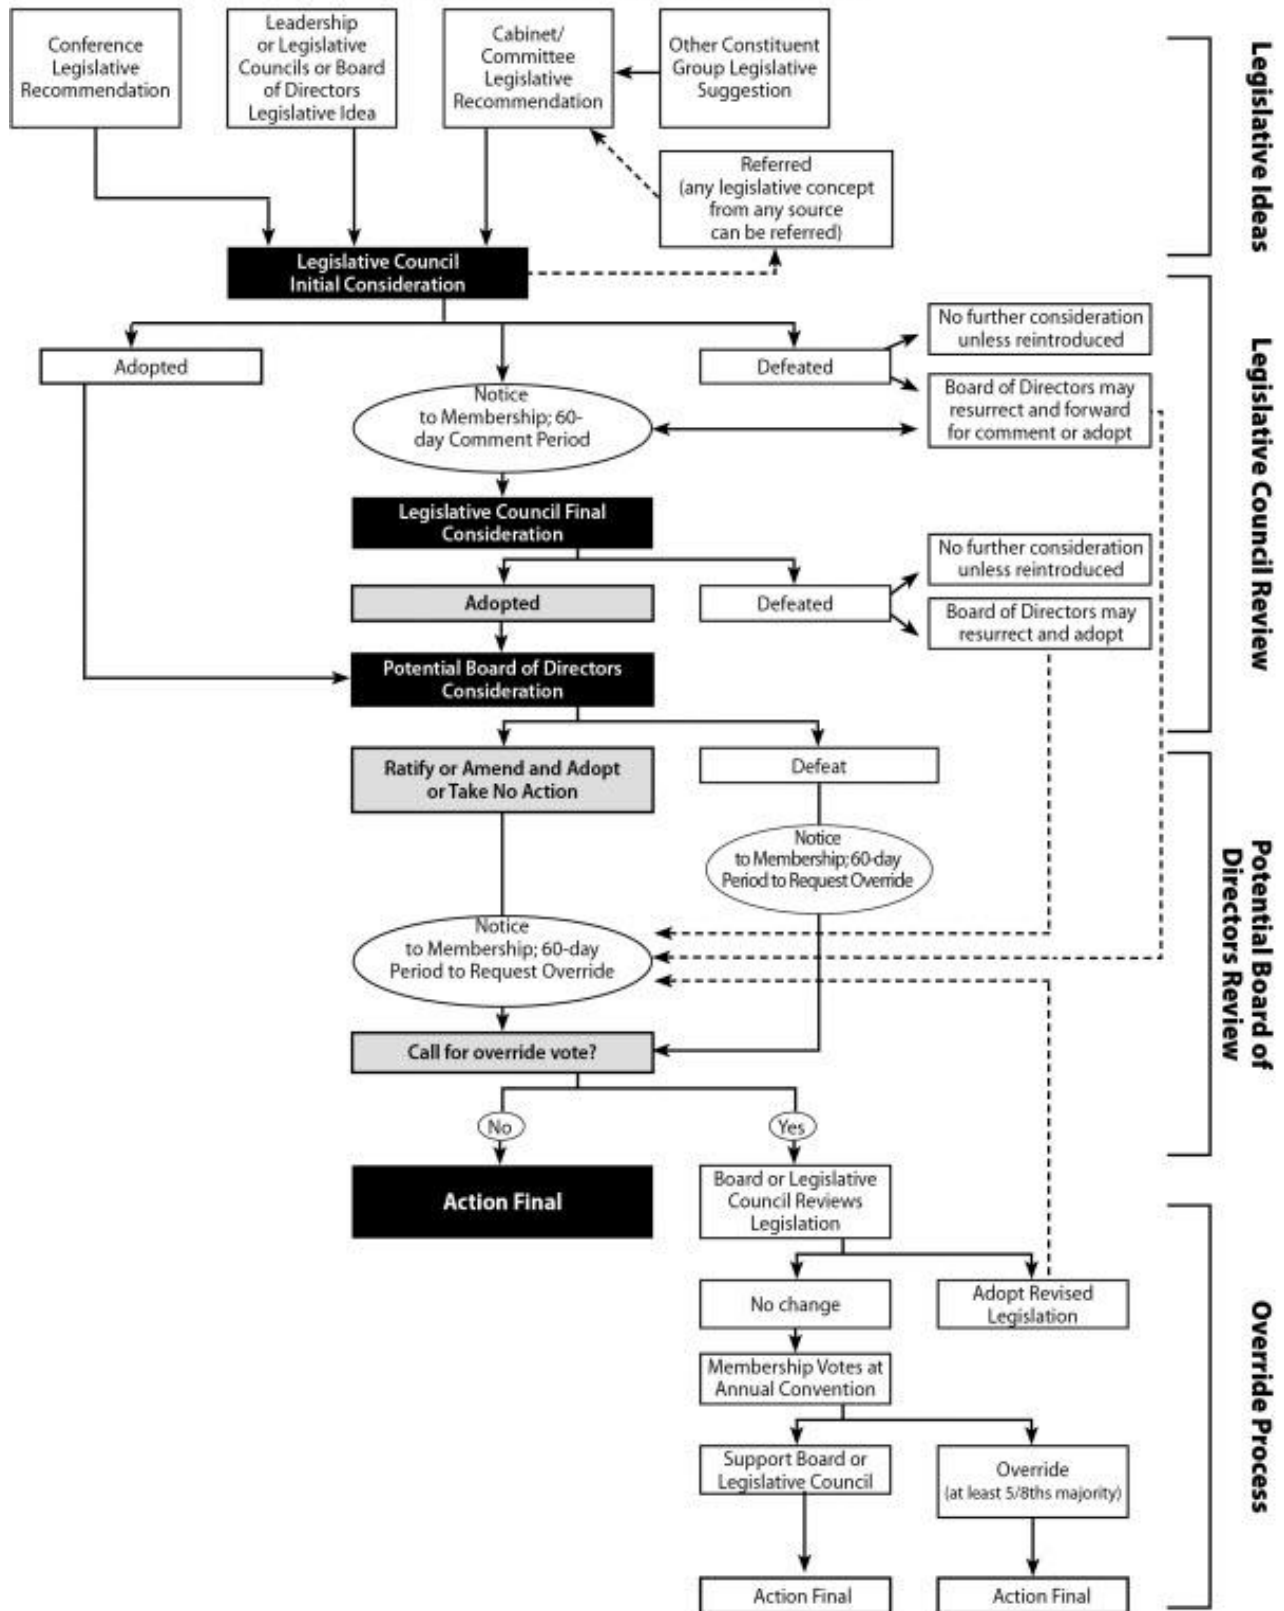 Conference
Legislative
Recommendation
Leadership
or Legislative
Councils or Board
of Directors
Legislative Idea
Cabinet/
Committee
Legislative
Recommendation
Other Constituent
Group Legislative
Suggestion
Referred
(any legislative concept
from any source
can be referred)
Legislative Ideas
Legislative Council
Initial Consideration
Adopted
Notice
to Membership; 60-
day Comment Period
Defeated
No further consideration
unless reintroduced
Board of Directors may
resurrect and forward
for comment or adopt
Legislative Council Final
Consideration
Adopted
Defeated
No further consideration
unless reintroduced
Board of Directors may
resurrect and adopt
Legislative Council Review
Potential Board of Directors
Consideration
Ratify or Amend and Adopt
or Take No Action
Defeat
Notice
to Membership; 60-day
Period to Request Override
Notice
to Membership; 60-day
Period to Request Override
Call for override vote?
Potential Board of
Directors Review
No
Yes
Action Final
Board or Legislative
Council Reviews
Legislation
No change
Adopt Revised
Legislation
Membership Votes at
Annual Convention
Support Board or
Legislative Council
Override
(at least 5/8ths majority)
Action Final
Action Final
Override Process